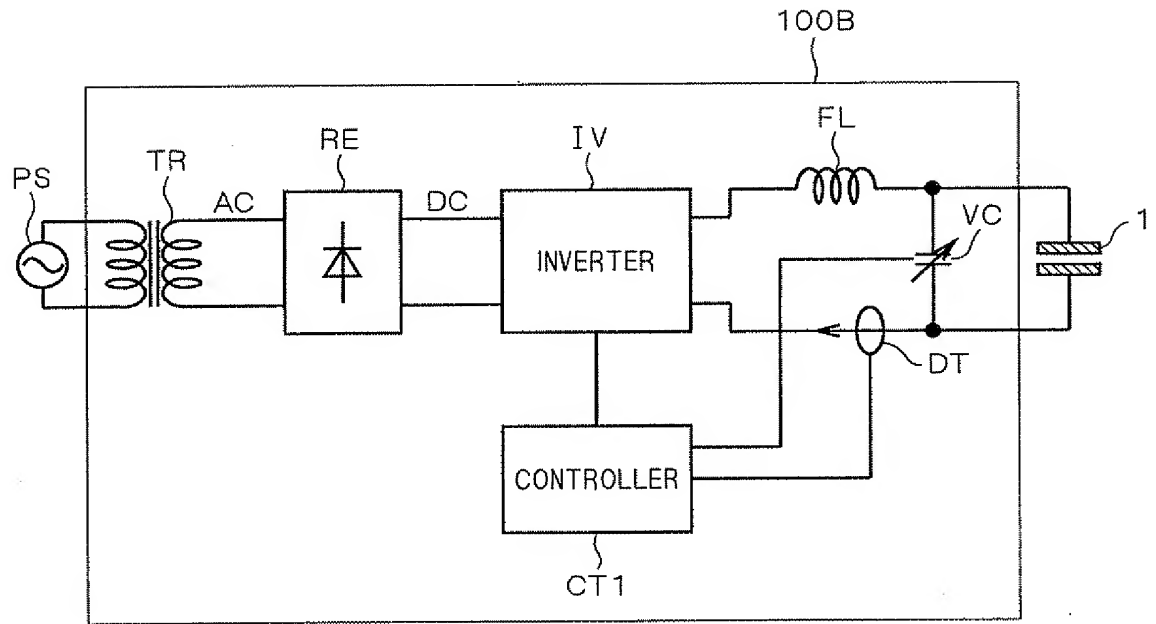 100B
FL
IV
RE
TR
PS
AC
DC
VC
1
INVERTER
DT
CONTROLLER
CT1